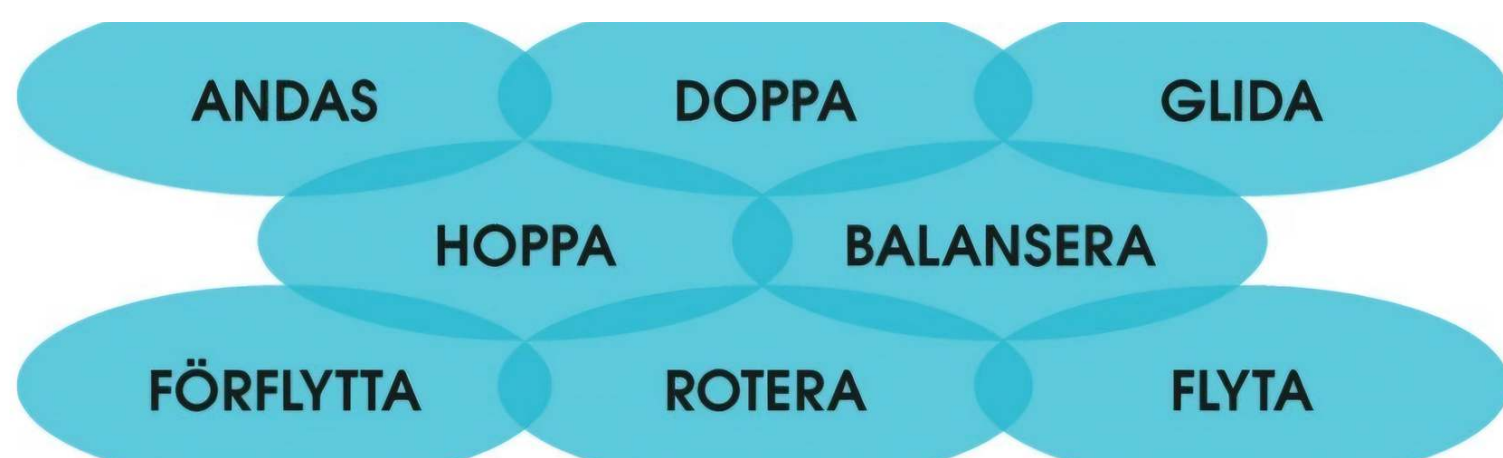 ANDAS DOPPA GLIDA
HOPPA BALANSERA
FÖRFLYTTA ROTERA FLYTA